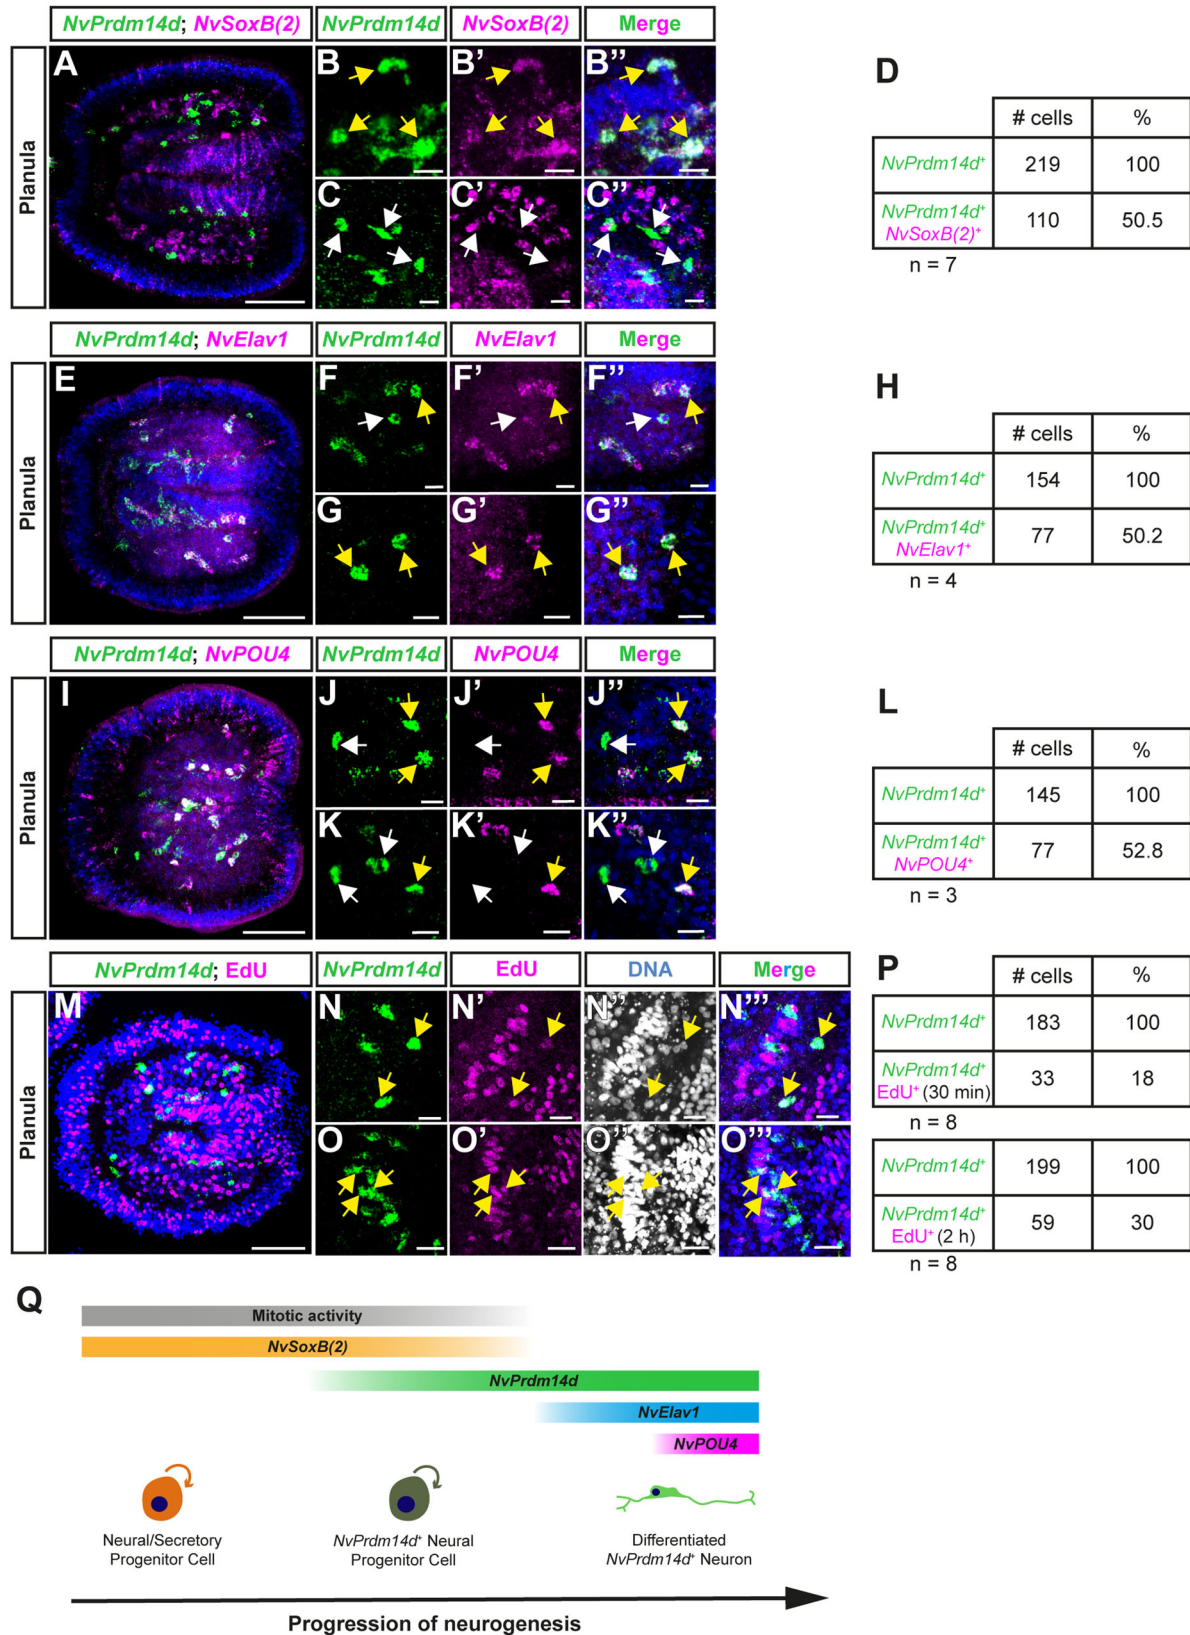 NvPrdm14d; NvSoxB(2)
NvPrdm14d
NvSoxB(2)
Merge
Planula
A
B
B'
B''
C
C'
C''
D
# cells
%
NvPrdm14d⁺
219
100
NvPrdm14d⁺
NvSoxB(2)⁺
110
50.5
n = 7
NvPrdm14d; NvElav1
NvPrdm14d
NvElav1
Merge
Planula
E
F
F'
F''
G
G'
G''
H
# cells
%
NvPrdm14d⁺
154
100
NvPrdm14d⁺
NvElav1⁺
77
50.2
n = 4
NvPrdm14d; NvPOU4
NvPrdm14d
NvPOU4
Merge
Planula
I
J
J'
J''
K
K'
K''
L
# cells
%
NvPrdm14d⁺
145
100
NvPrdm14d⁺
NvPOU4⁺
77
52.8
n = 3
NvPrdm14d; EdU
NvPrdm14d
EdU
DNA
Merge
Planula
M
N
N'
N''
N'''
O
O'
O''
O'''
P
# cells
%
NvPrdm14d⁺
183
100
NvPrdm14d⁺
EdU⁺ (30 min)
33
18
n = 8
NvPrdm14d⁺
199
100
NvPrdm14d⁺
EdU⁺ (2 h)
59
30
n = 8
Q
Mitotic activity
NvSoxB(2)
NvPrdm14d
NvElav1
NvPOU4
Neural/Secretory
Progenitor Cell
NvPrdm14d⁺ Neural
Progenitor Cell
Differentiated
NvPrdm14d⁺ Neuron
Progression of neurogenesis